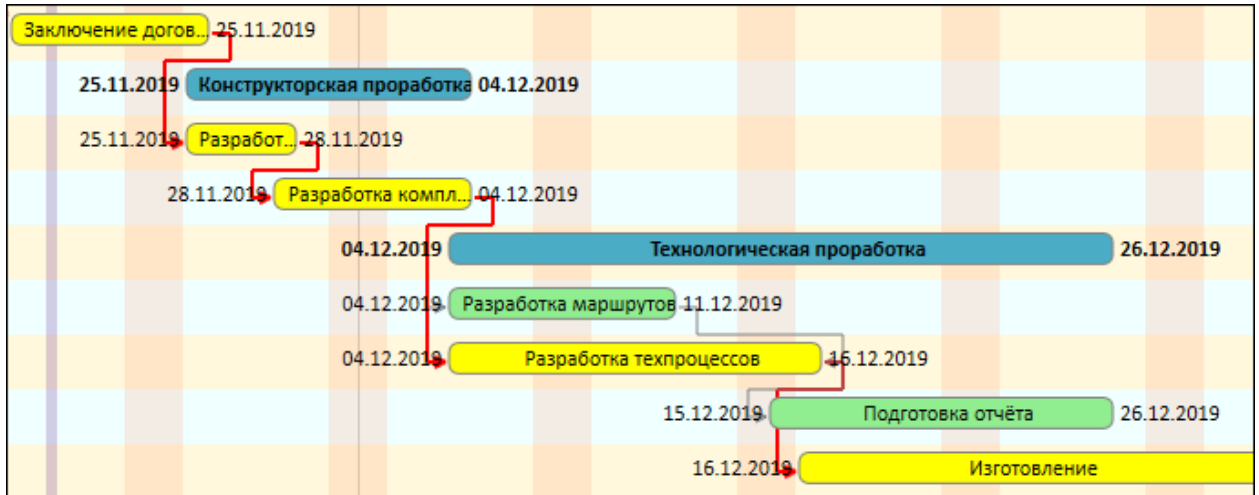 Заключение догов... 25.11.2019
25.11.2019 Конструкторская проработка 04.12.2019
25.11.2019 Разработ... 28.11.2019
28.11.2019 Разработка компл... 04.12.2019
04.12.2019 Технологическая проработка 26.12.2019
04.12.2019 Разработка маршрутов 11.12.2019
04.12.2019 Разработка техпроцессов 16.12.2019
15.12.2019 Подготовка отчёта 26.12.2019
16.12.2019 Изготовление